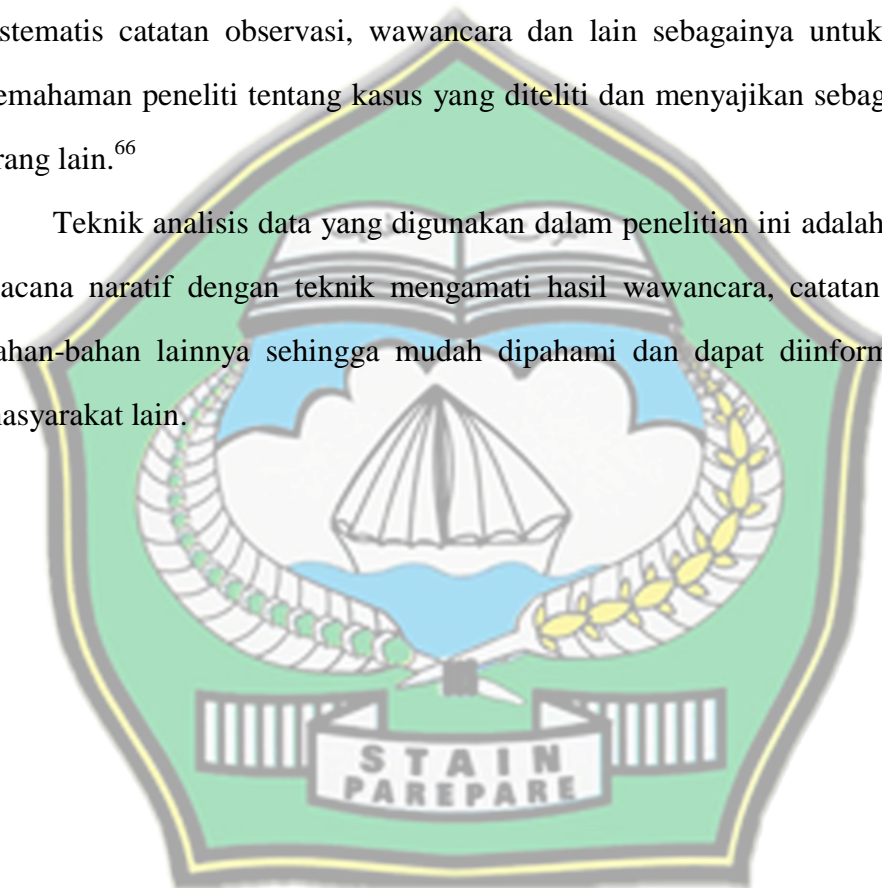 stematis catatan observasi, wawancara dan lain sebagainya untuk
emahaman peneliti tentang kasus yang diteliti dan menyajikan sebag
rang lain.66
Teknik analisis data yang digunakan dalam penelitian ini adalah
acana naratif dengan teknik mengamati hasil wawancara, catatan
ahan-bahan lainnya sehingga mudah dipahami dan dapat diinform
asyarakat lain.
STAIN
PAREPARE